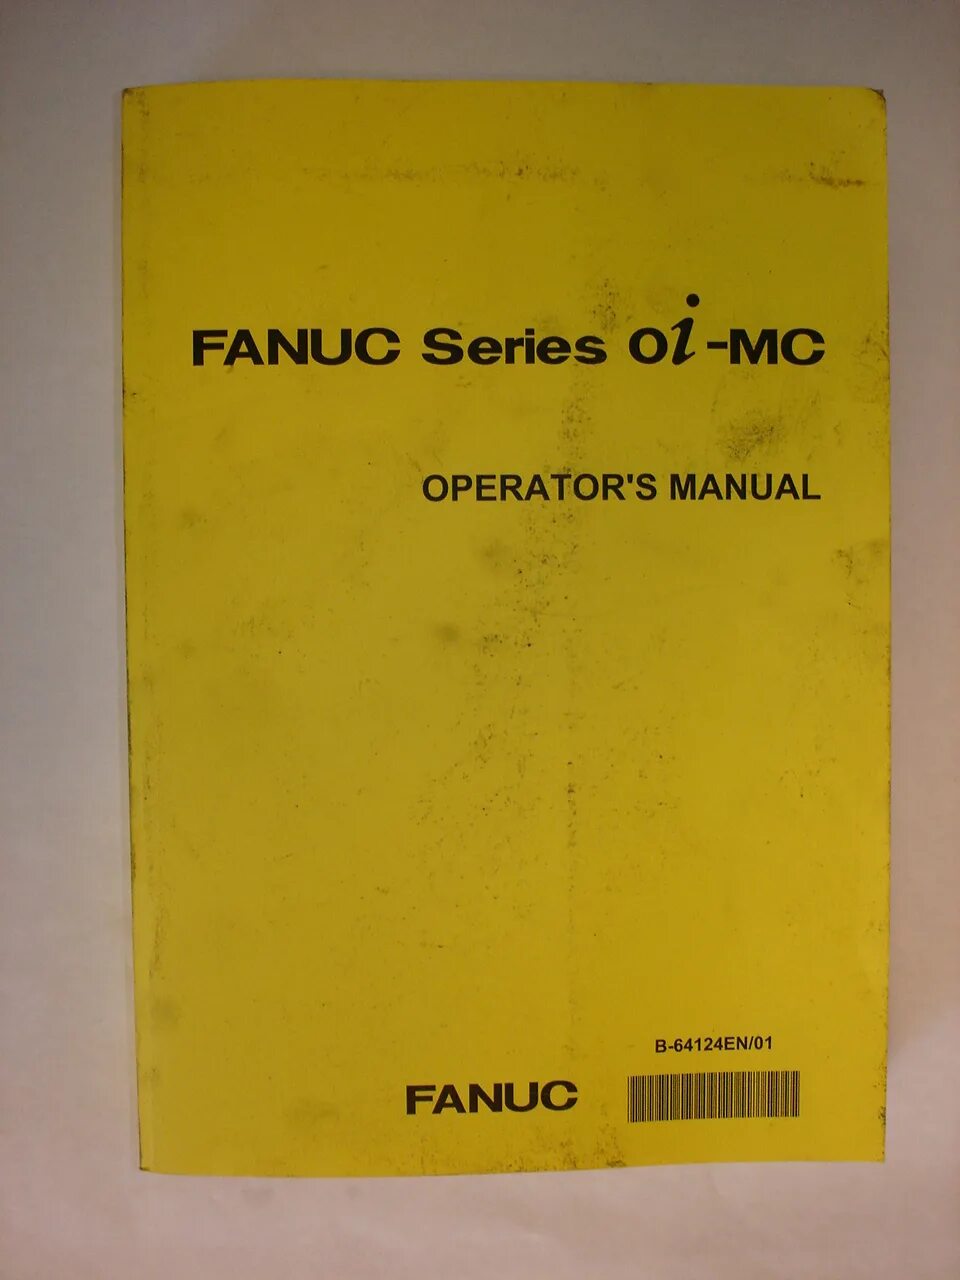 FANUC Series 0i-MC
OPERATOR'S MANUAL
B-64124EN/01
FANUC